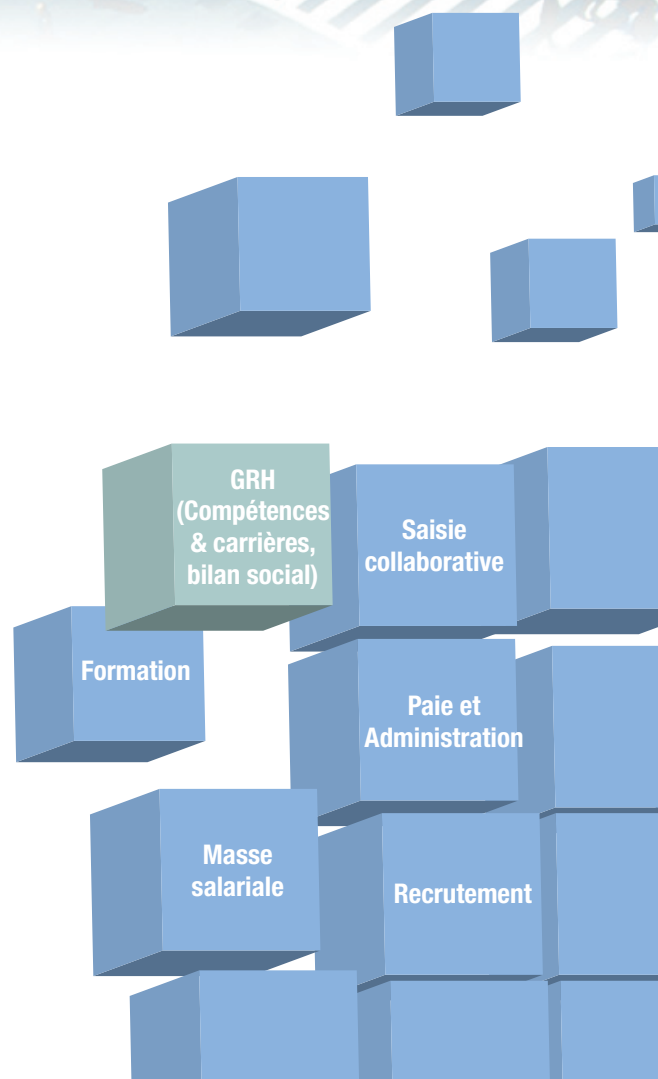 GRH
(Compétences
& carrières,
bilan social)
Saisie
collaborative
Formation
Paie et
Administration
Masse
salariale
Recrutement